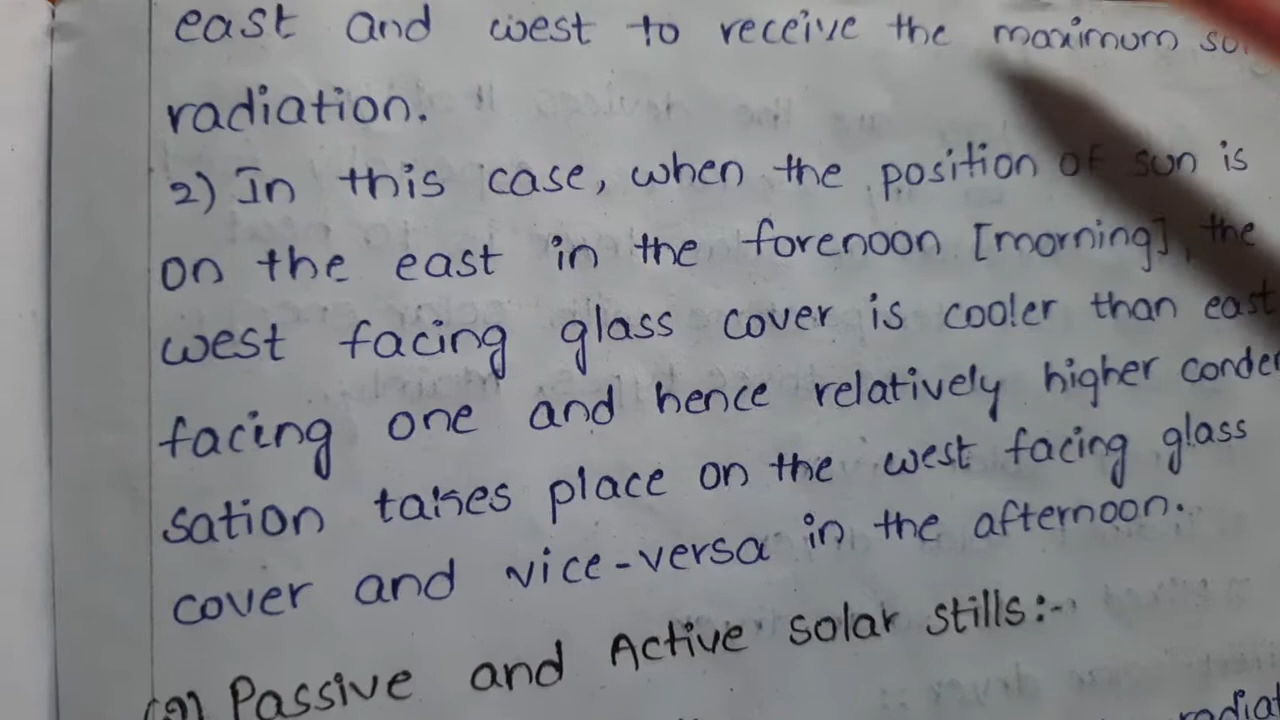 east and west to receive the maximum
radiation.
2) In this case, when the position of sun is
on the east in the forenoon [morning], the
west facing glass cover is cooler than east
facing one and hence relatively higher conden
sation takes place on the west facing glass
cover and vice-versa in the afternoon.
Passive and Active solar stills:-